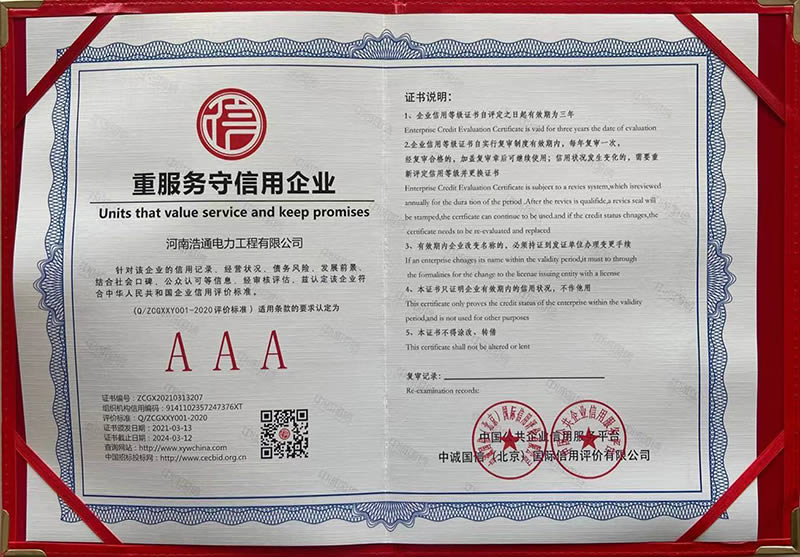 信
重服务守信用企业
Units that value service and keep promises
河南浩通电力工程有限公司
针对该企业的信用记录、经营状况、债务风险、发展前景、
结合社会口碑、公众认可等信息、经审核评估、兹认定该企业符
合中华人民共和国企业信用评价标准。
(Q/ZCGXXY001-2020评价标准）适用条款的要求认定为
AAA
证书编号：ZCGX20210313207
组织机构信用编码：9141102357247376XT
评价标准：Q/ZCGXXY001-2020
证书颁发日期：2021-03-13
证书截止日期：2024-03-12
查询网站：http://www.xywchina.com
中国招标投标网：http://www.cecbid.org.cn
证书说明：
1、企业信用等级证书自评定之日起有效期为三年
Enterprise Credit Evaluation Certificate is vaid for three years the date of evaluation
2.企业信用等级证书自实行复审制度有效期内，每年复审一次，
经复审合格的，加盖复审章后可继续使用；信用状况发生变化的，需要重
新评定信用等级并更换证书
Enterprise Credit Evaluation Certificate is subject to a revies system,which isreviewed
annually for the dura tion of the period .After the revics is qualifide,a revics seal will
be stamped,the certficate can continue to be used.and if the credit status chnages,the
certificate needs to be re-evaluated and replaced
3、有效期内企业改变名称的，必须持证到发证单位办理变更手续
If an enterprise chnages its name within the validity period,it must to through
the formalines for the change to the license issuing entity with a license
4、本证书只证明企业有效期内的信用状况，不作他用
This certificate only proves the credit status of the enterprise within the validity
period,and is not used for other purposes
5、本证书不得涂改、转借
This certificate shall not be altered or lent
复审记录：
Re-examination records:
中国公共企业信用服务平台
中诚国信（北京）国际信用评价有限公司